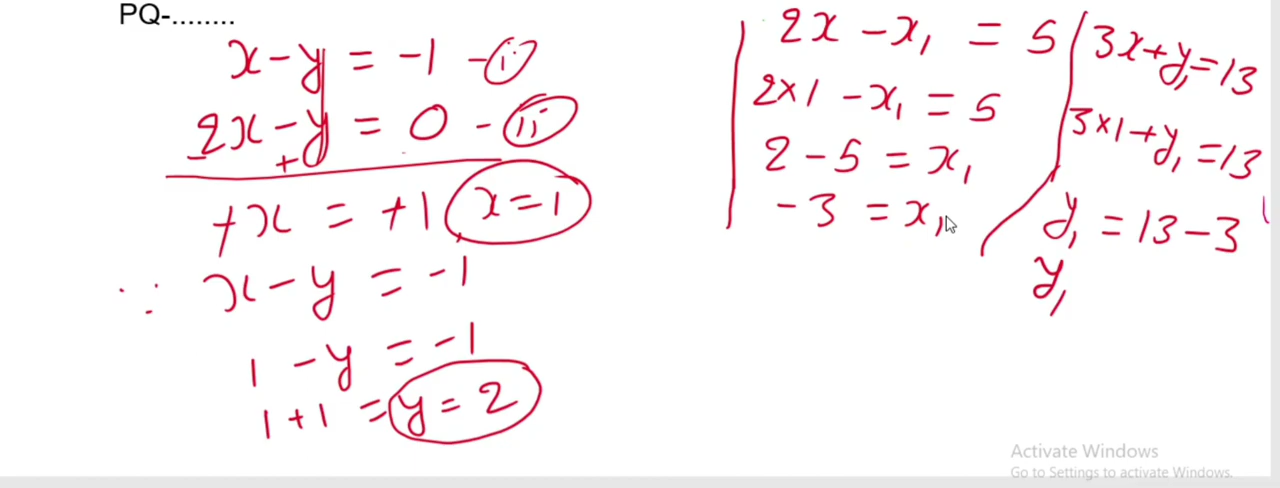 PQ-........
x - y = -1 - (i)
2x - y = 0 - (ii)
- +
+x = +1, x = 1
∵ x - y = -1
1 - y = -1
1 + 1 = y = 2
2x - x₁ = 5
2×1 - x₁ = 5
2 - 5 = x₁
-3 = x₁
3x + y₁ = 13
3×1 + y₁ = 13
y₁ = 13 - 3
y₁
Activate Windows
Go to Settings to activate Windows.